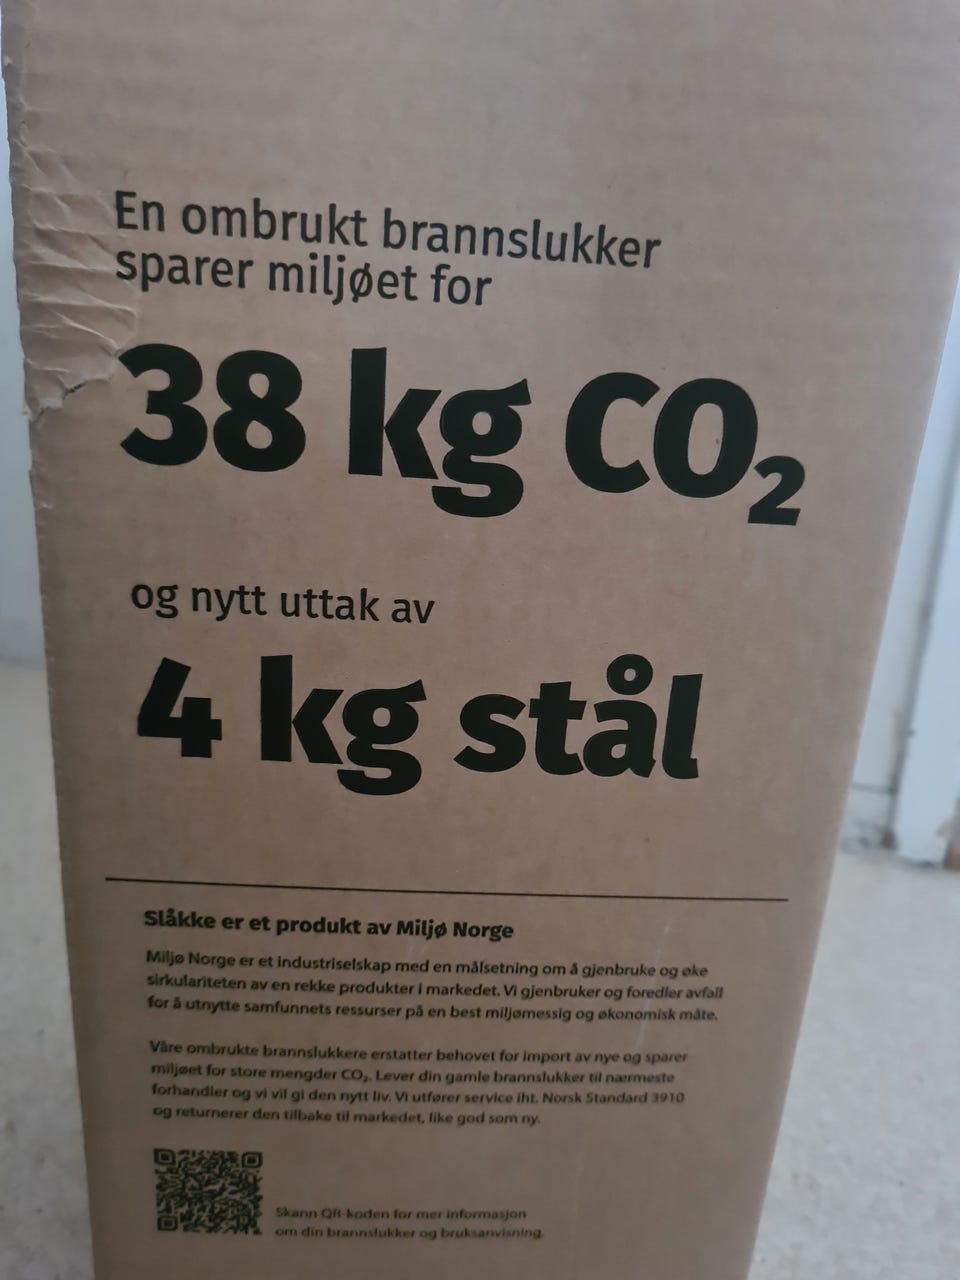 En ombrukt brannslukker
sparer miljøet for
38 kg CO₂
og nytt uttak av
4 kg stål
Slåkke er et produkt av Miljø Norge
Miljø Norge er et industriselskap med en målsetning om å gjenbruke og øke
sirkulariteten av en rekke produkter i markedet. Vi gjenbruker og foredler avfall
for å utnytte samfunnets ressurser på en best miljømessig og økonomisk måte.
Våre ombrukte brannslukkere erstatter behovet for import av nye og sparer
miljøet for store mengder CO₂. Lever din gamle brannslukker til nærmeste
forhandler og vi vil gi den nytt liv. Vi utfører service iht. Norsk Standard 3910
og returnerer den tilbake til markedet, like god som ny.
Skann QR-koden for mer informasjon
om din brannslukker og bruksanvisning.